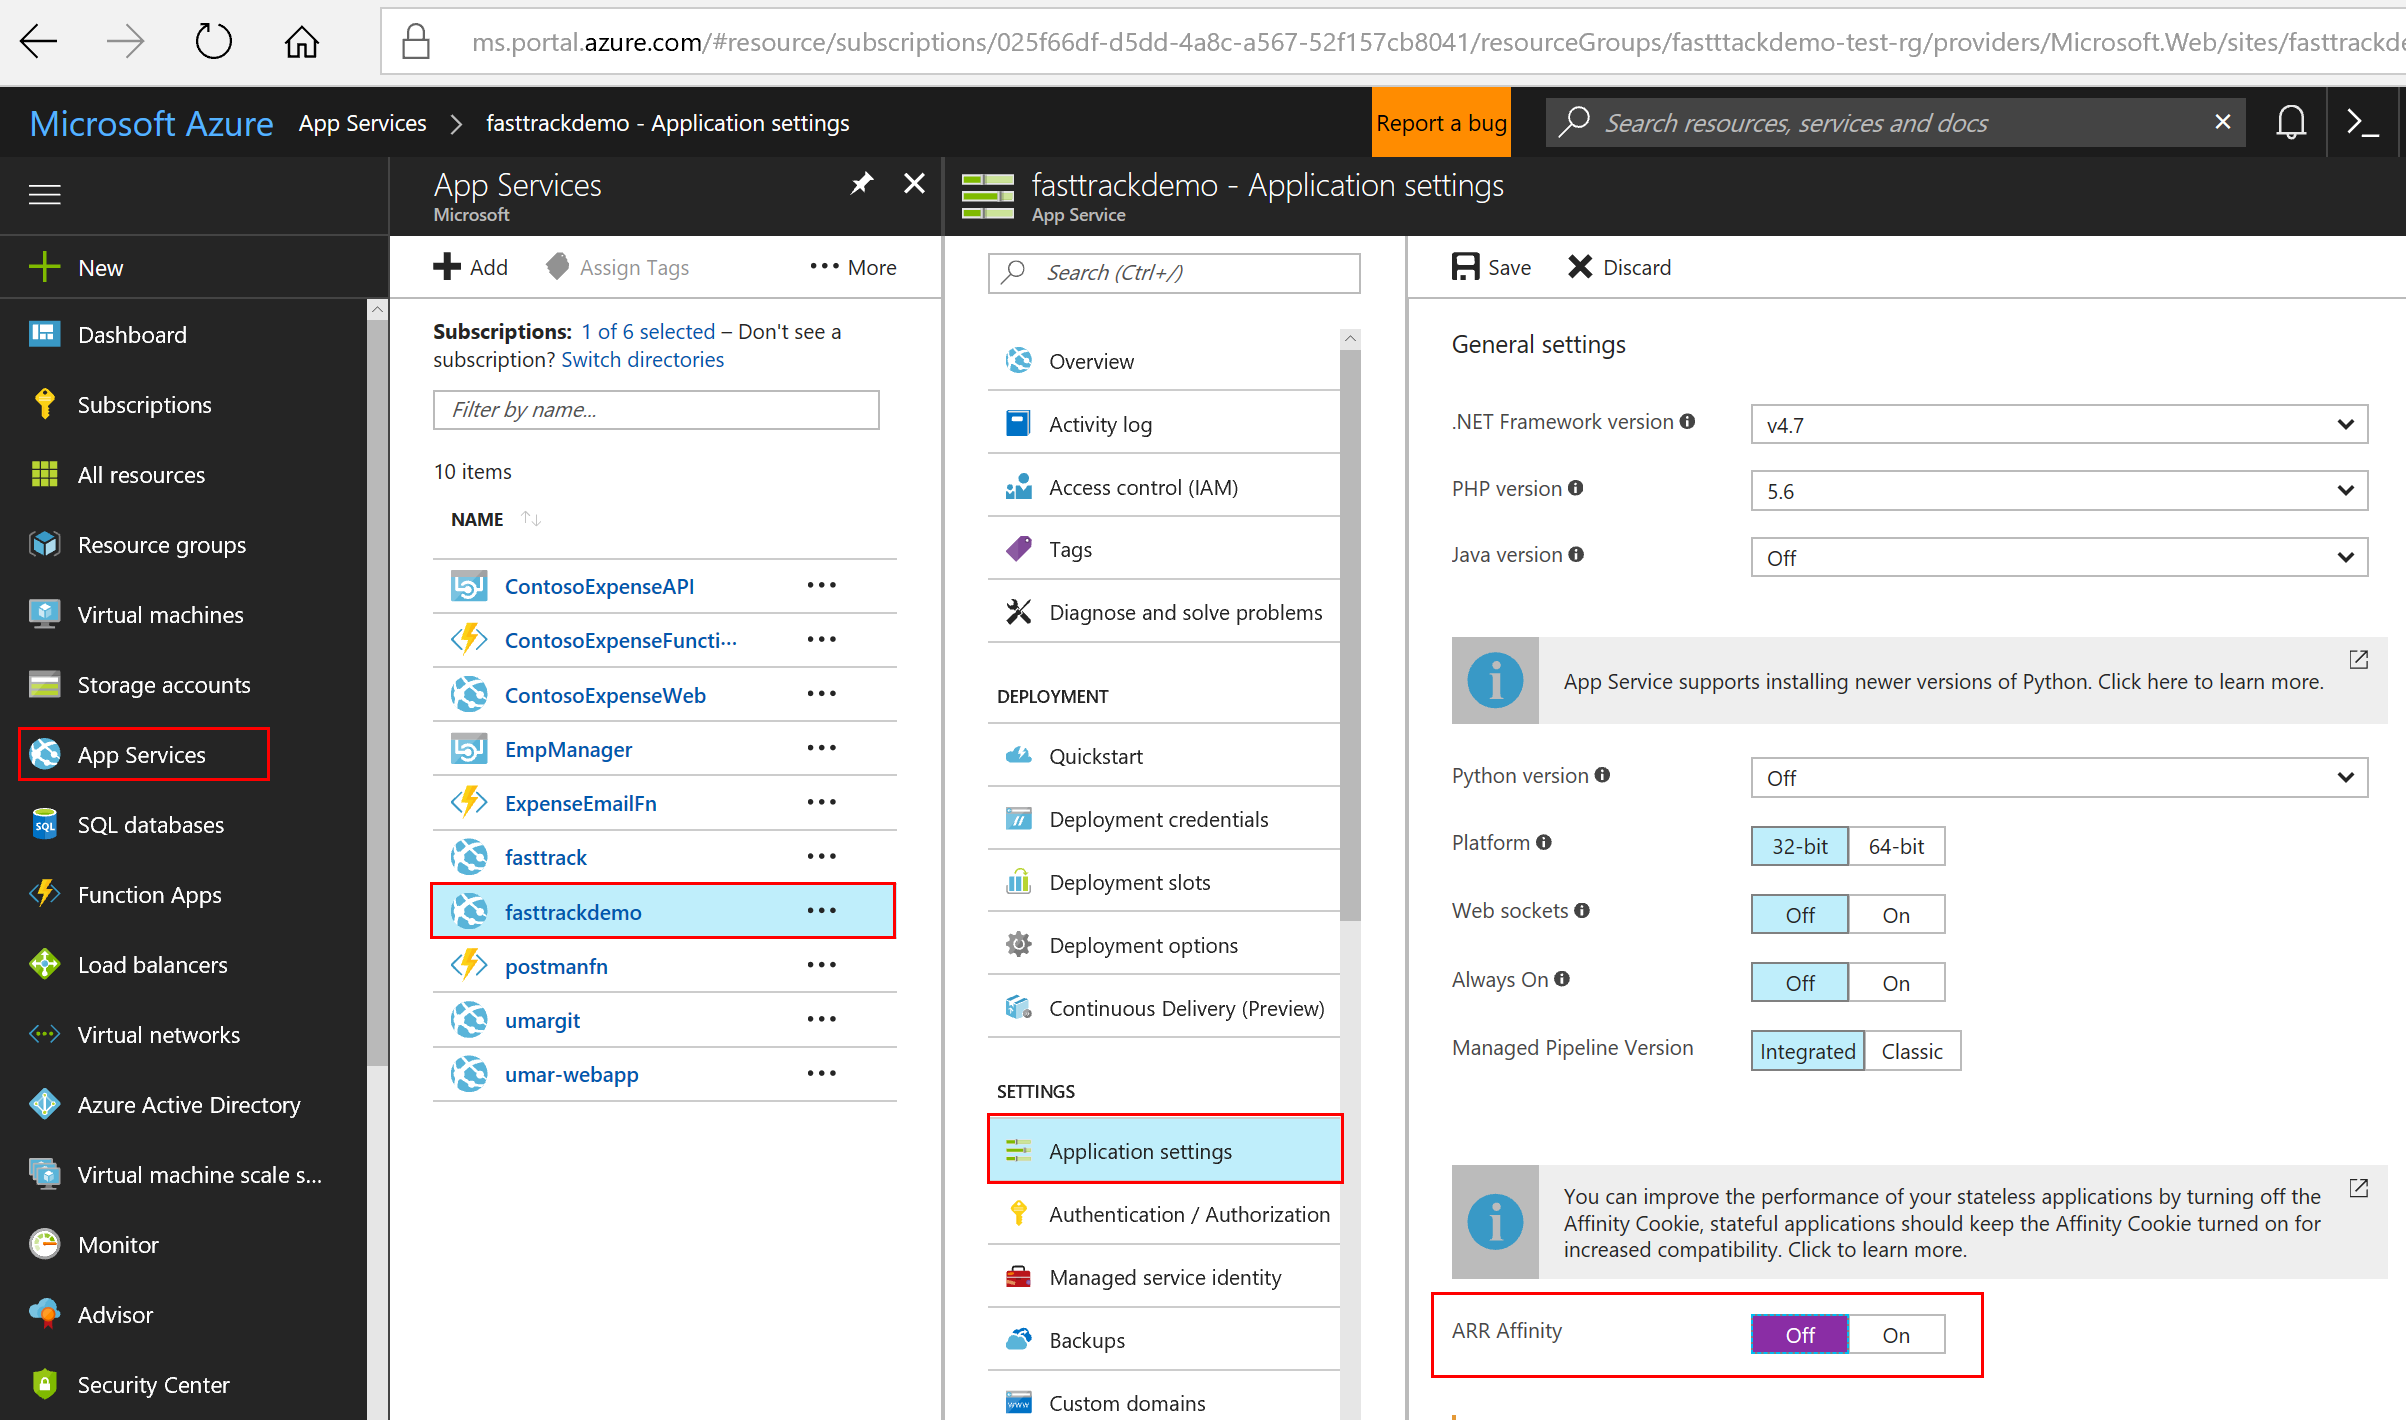 ms.portal.azure.com/#resource/subscriptions/025f66df-d5dd-4a8c-a567-52f157cb8041/resourceGroups/fastttackdemo-test-rg/providers/Microsoft.Web/sites/fasttrackde
Microsoft Azure App Services > fasttrackdemo - Application settings
Report a bug
Search resources, services and docs
New
Dashboard
Subscriptions
All resources
Resource groups
Virtual machines
Storage accounts
App Services
SQL databases
Function Apps
Load balancers
Virtual networks
Azure Active Directory
Virtual machine scale s...
Monitor
Advisor
Security Center
App Services
Microsoft
Add
Assign Tags
More
Subscriptions: 1 of 6 selected – Don't see a
subscription? Switch directories
Filter by name...
10 items
NAME
ContosoExpenseAPI
ContosoExpenseFuncti...
ContosoExpenseWeb
EmpManager
ExpenseEmailFn
fasttrack
fasttrackdemo
postmanfn
umargit
umar-webapp
fasttrackdemo - Application settings
App Service
Search (Ctrl+/)
Overview
Activity log
Access control (IAM)
Tags
Diagnose and solve problems
DEPLOYMENT
Quickstart
Deployment credentials
Deployment slots
Deployment options
Continuous Delivery (Preview)
SETTINGS
Application settings
Authentication / Authorization
Managed service identity
Backups
Custom domains
Save
Discard
General settings
.NET Framework version v4.7
PHP version 5.6
Java version Off
App Service supports installing newer versions of Python. Click here to learn more.
Python version Off
Platform 32-bit 64-bit
Web sockets Off On
Always On Off On
Managed Pipeline Version Integrated Classic
You can improve the performance of your stateless applications by turning off the
Affinity Cookie, stateful applications should keep the Affinity Cookie turned on for
increased compatibility. Click to learn more.
ARR Affinity Off On